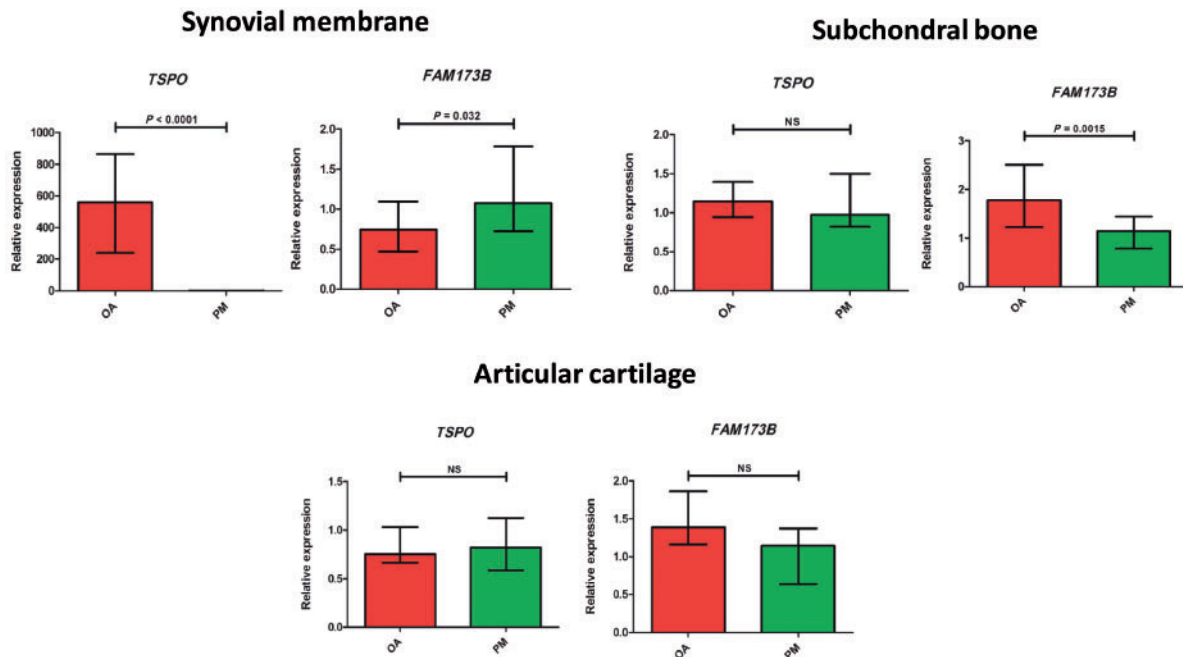 Synovial membrane
Subchondral bone
TSPO
P < 0.0001
Relative expression
1000
800
600
400
200
0
OA
PM
FAM173B
P = 0.032
Relative expression
2.0
1.5
1.0
0.5
0.0
OA
PM
TSPO
NS
Relative expression
2.0
1.5
1.0
0.5
0.0
OA
PM
FAM173B
P = 0.0015
Relative expression
3
2
1
0
OA
PM
Articular cartilage
TSPO
NS
Relative expression
1.5
1.0
0.5
0.0
OA
PM
FAM173B
NS
Relative expression
2.0
1.5
1.0
0.5
0.0
OA
PM